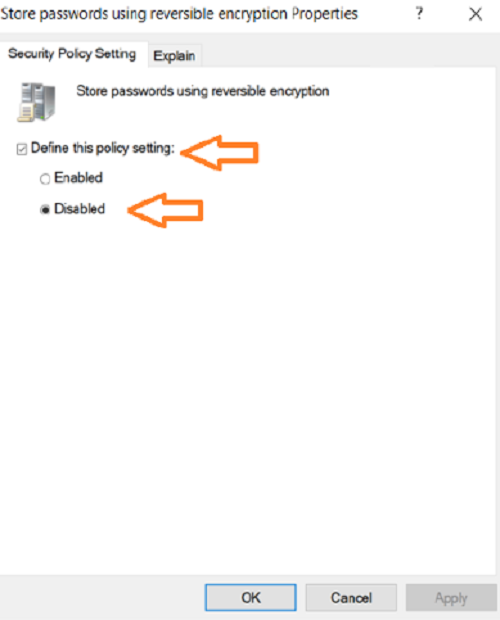 Store passwords using reversible encryption Properties ? X
Security Policy Setting Explain
Store passwords using reversible encryption
Define this policy setting:
Enabled
Disabled
OK Cancel Apply